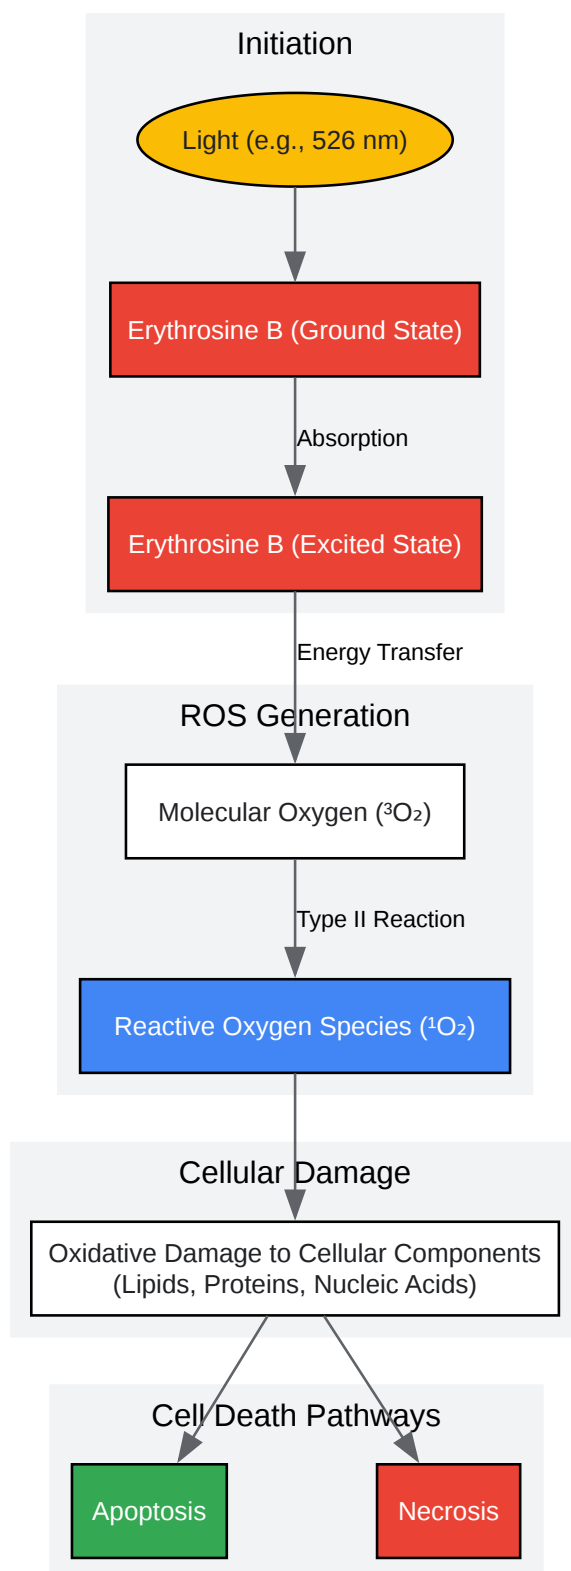 Initiation
Light (e.g., 526 nm)
Erythrosine B (Ground State)
Absorption
Erythrosine B (Excited State)
Energy Transfer
ROS Generation
Molecular Oxygen (³O₂)
Type II Reaction
Reactive Oxygen Species (¹O₂)
Cellular Damage
Oxidative Damage to Cellular Components
(Lipids, Proteins, Nucleic Acids)
Cell Death Pathways
Apoptosis
Necrosis